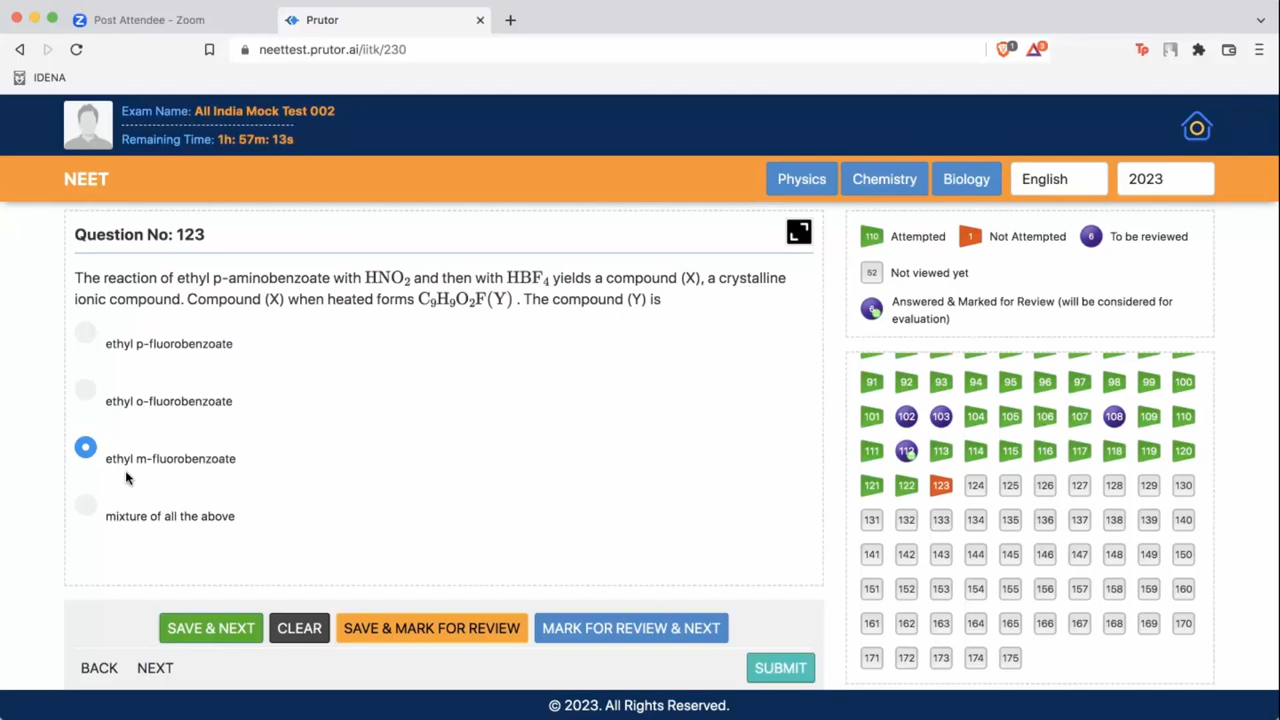 Post Attendee - Zoom
Prutor
neettest.prutor.ai/iitk/230
1
3
Tp
IDENA
Exam Name: All India Mock Test 002
Remaining Time: 1h: 57m: 13s
NEET
Physics
Chemistry
Biology
English
2023
Question No: 123
The reaction of ethyl p-aminobenzoate with HNO₂ and then with HBF₄ yields a compound (X), a crystalline
ionic compound. Compound (X) when heated forms C₉H₉O₂F(Y) . The compound (Y) is
ethyl p-fluorobenzoate
ethyl o-fluorobenzoate
ethyl m-fluorobenzoate
mixture of all the above
SAVE & NEXT
CLEAR
SAVE & MARK FOR REVIEW
MARK FOR REVIEW & NEXT
BACK
NEXT
SUBMIT
110 Attempted
1 Not Attempted
6 To be reviewed
52 Not viewed yet
Answered & Marked for Review (will be considered for
evaluation)
91 92 93 94 95 96 97 98 99 100
101 102 103 104 105 106 107 108 109 110
111 112 113 114 115 116 117 118 119 120
121 122 123 124 125 126 127 128 129 130
131 132 133 134 135 136 137 138 139 140
141 142 143 144 145 146 147 148 149 150
151 152 153 154 155 156 157 158 159 160
161 162 163 164 165 166 167 168 169 170
171 172 173 174 175
© 2023. All Rights Reserved.